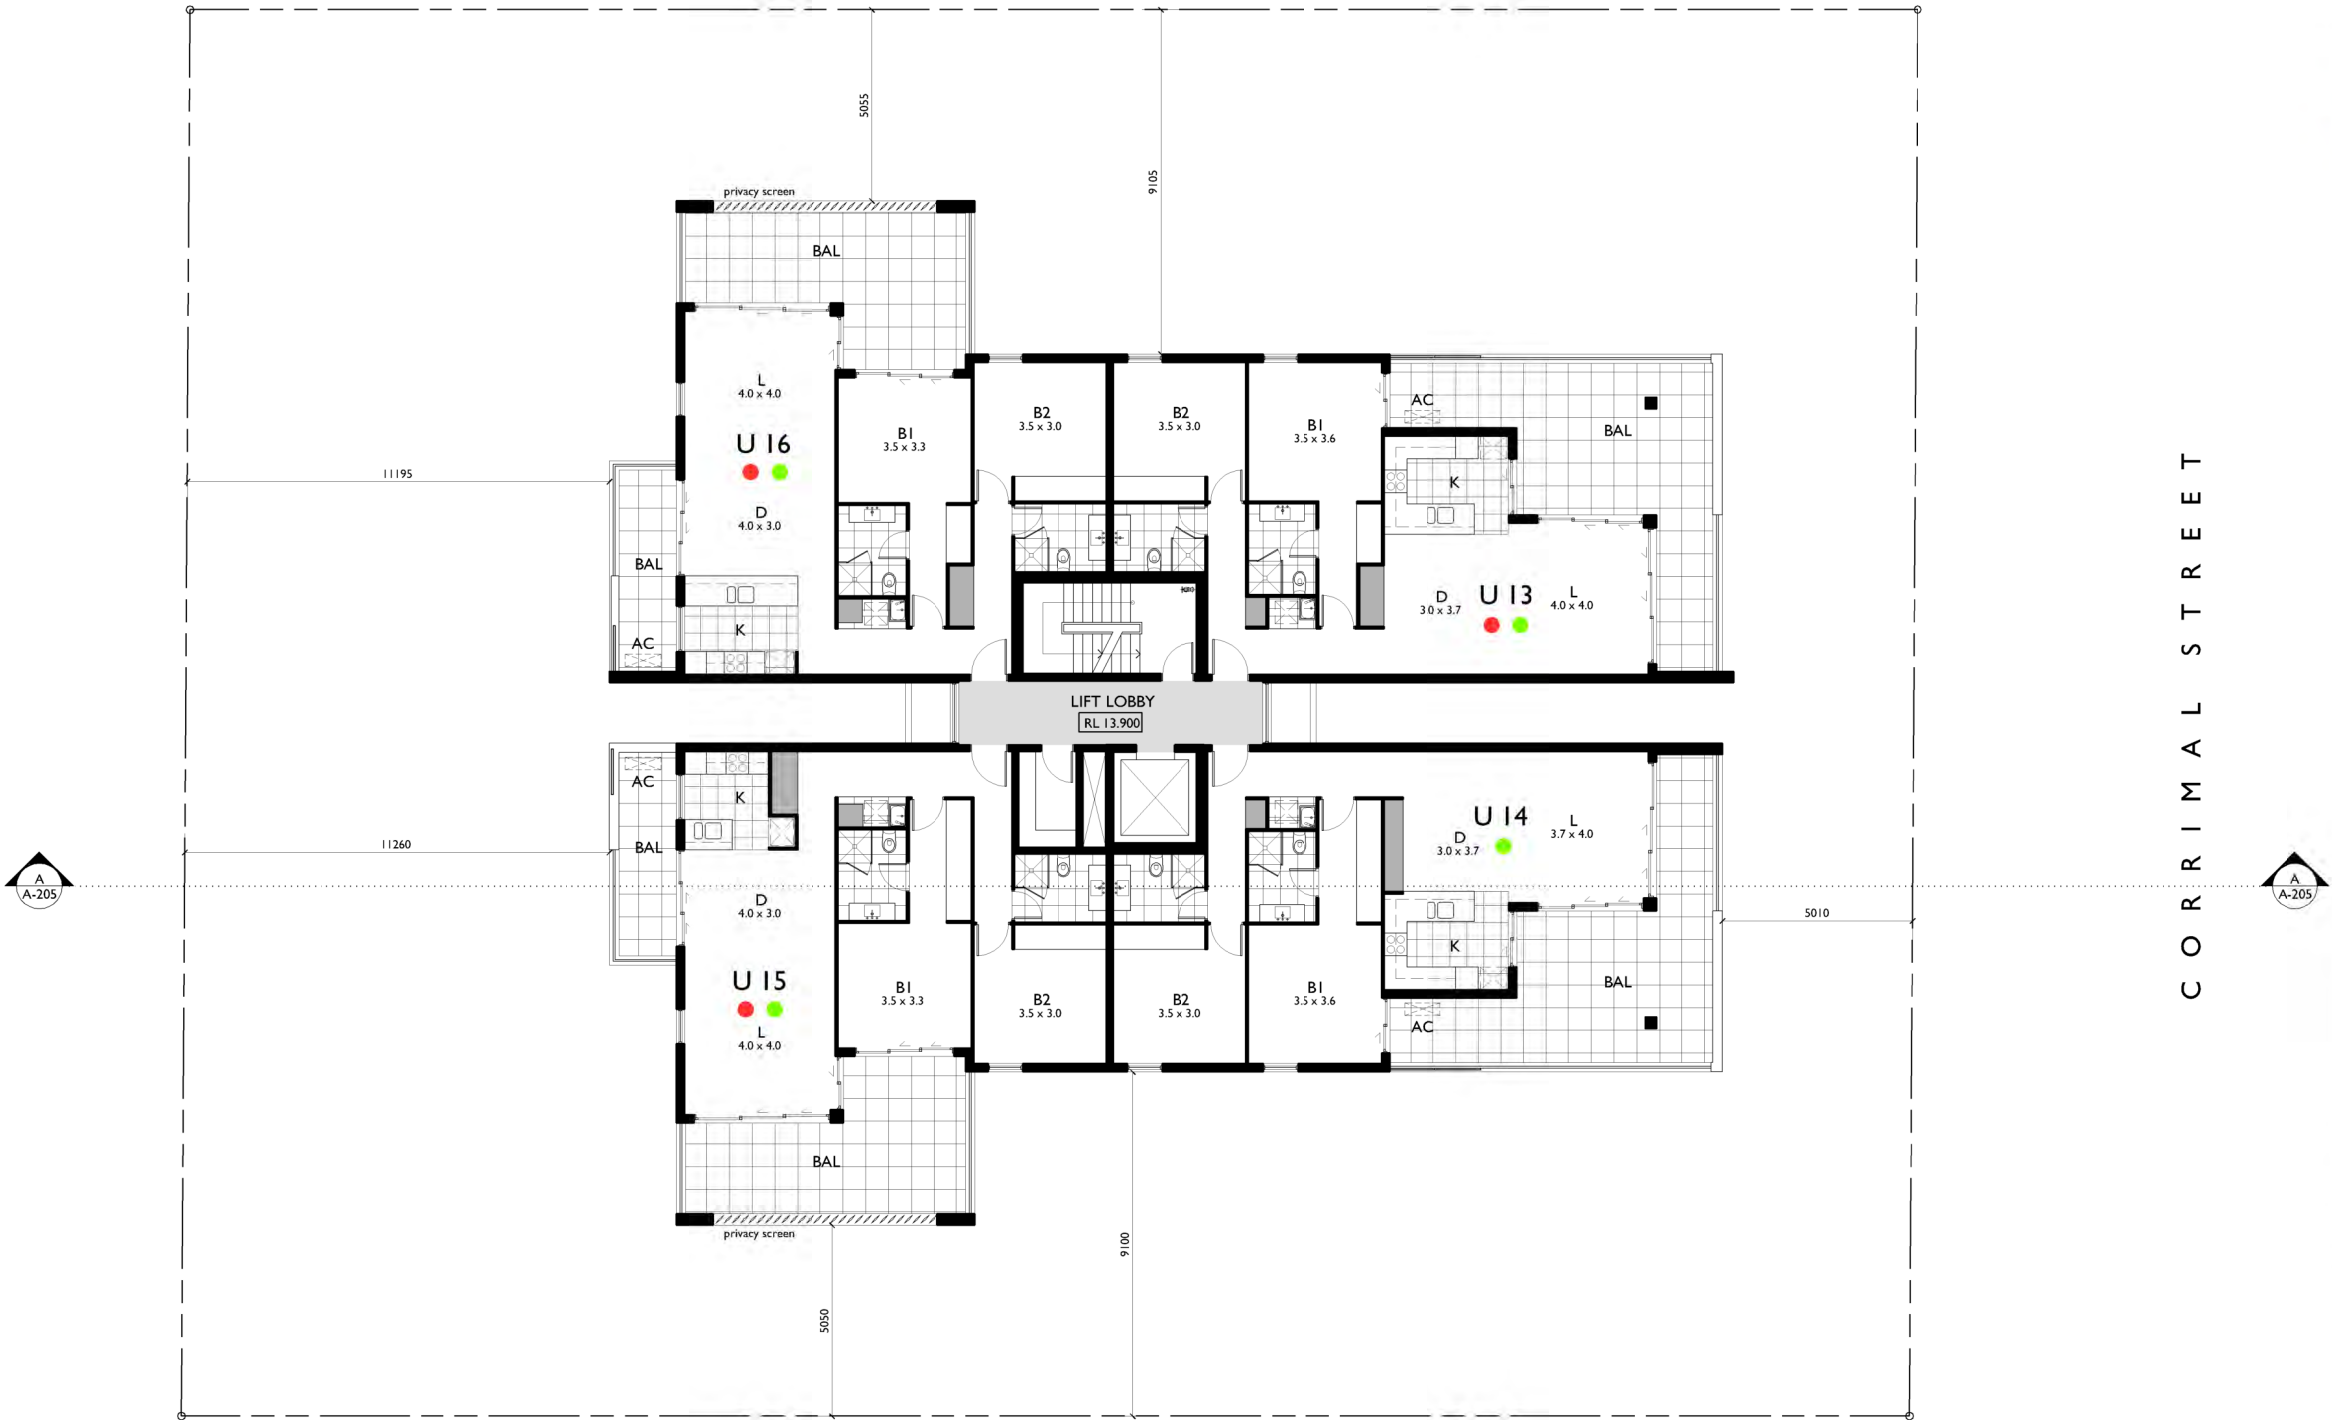 5055
9105
privacy screen
BAL
L
4.0 x 4.0
U 16
D
4.0 x 3.0
B1
3.5 x 3.3
B2
3.5 x 3.0
B2
3.5 x 3.0
B1
3.5 x 3.6
AC
BAL
K
11195
BAL
AC
K
D
3.0 x 3.7
U 13
L
4.0 x 4.0
LIFT LOBBY
RL 13.900
AC
K
BAL
11260
D
4.0 x 3.0
U 15
L
4.0 x 4.0
B1
3.5 x 3.3
B2
3.5 x 3.0
B2
3.5 x 3.0
B1
3.5 x 3.6
U 14
D
3.0 x 3.7
L
3.7 x 4.0
K
BAL
AC
5010
A
A-205
A
A-205
BAL
privacy screen
5050
9100
CORRIMAL STREET